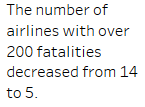 The number of
airlines with over
200 fatalities
decreased from 14
to 5.